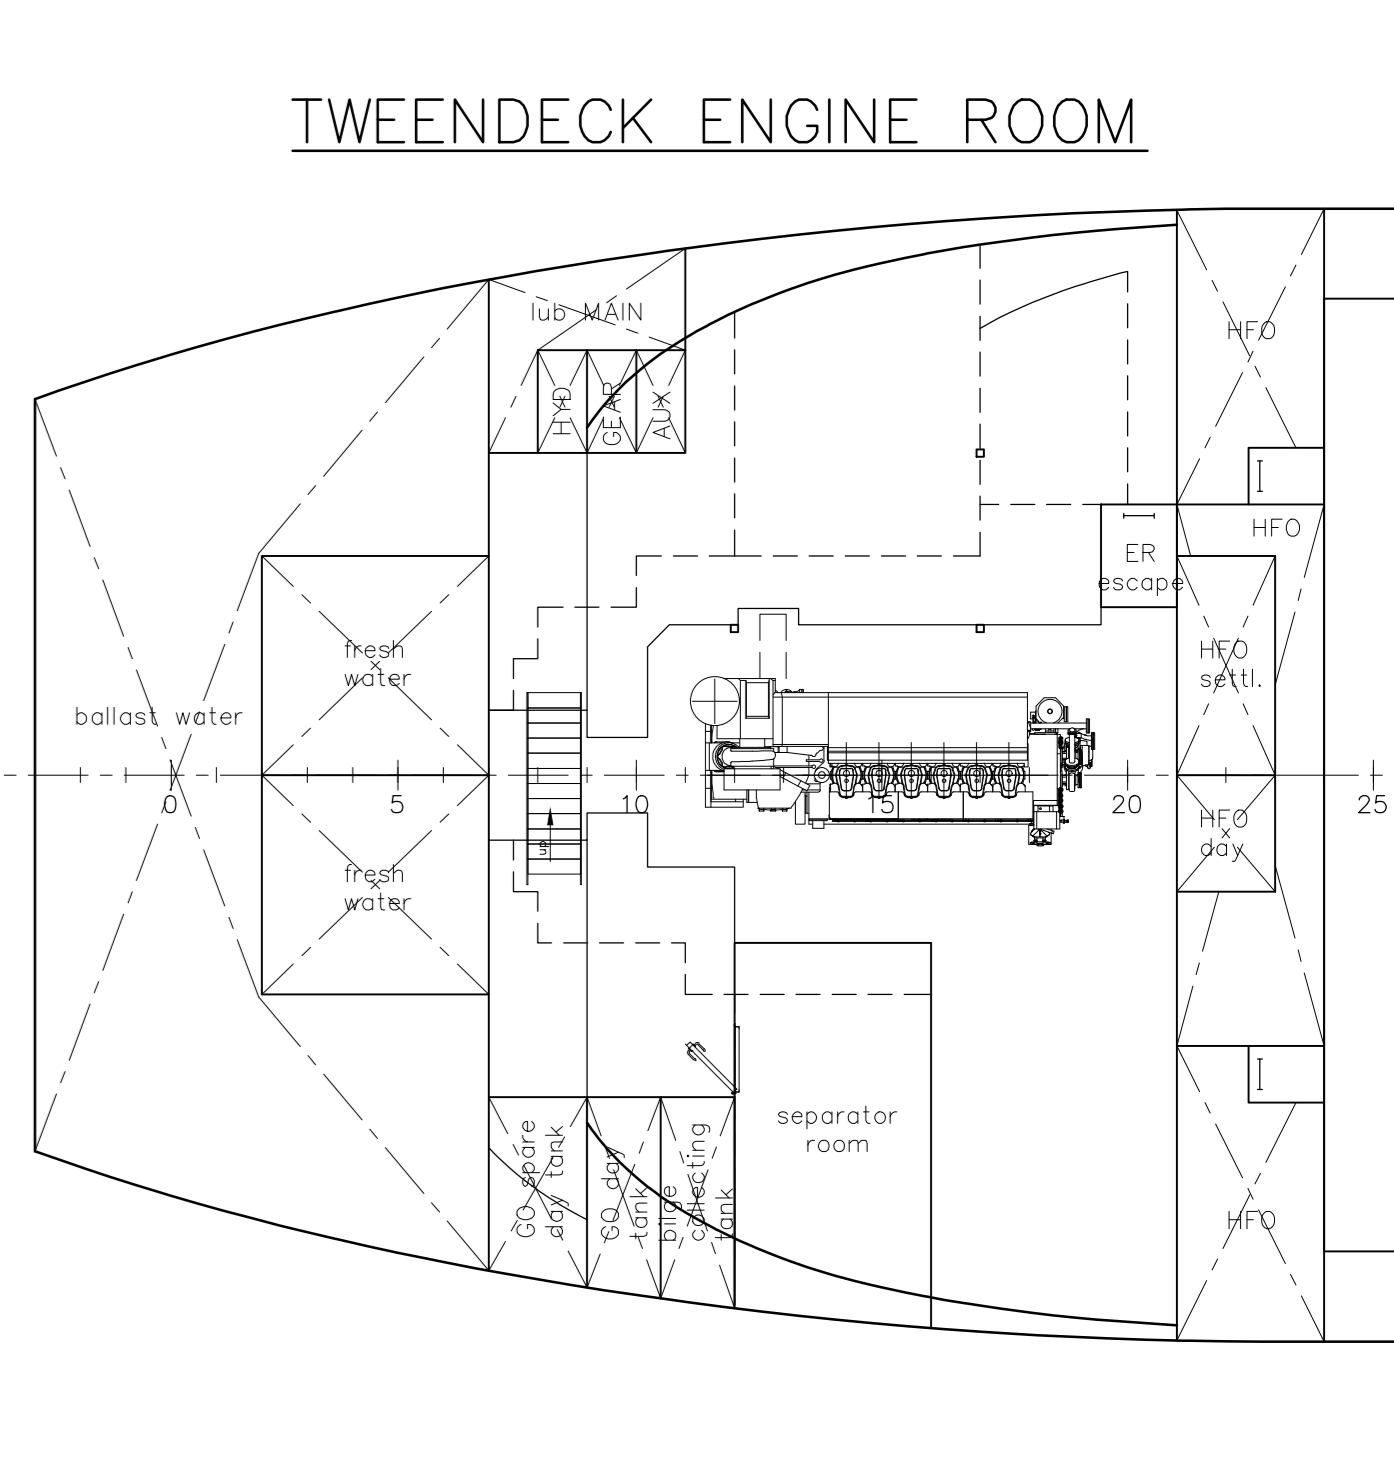 TWEENDECK ENGINE ROOM
lub MAIN
HFO
HYD
GEAR
AUX
HFO
ER
escape
fresh
water
HFO
settl.
ballast water
0
5
10
15
20
25
HFO
day
up
fresh
water
separator
room
GO spare
day tank
GO day
tank
bilge
collecting
tank
HFO